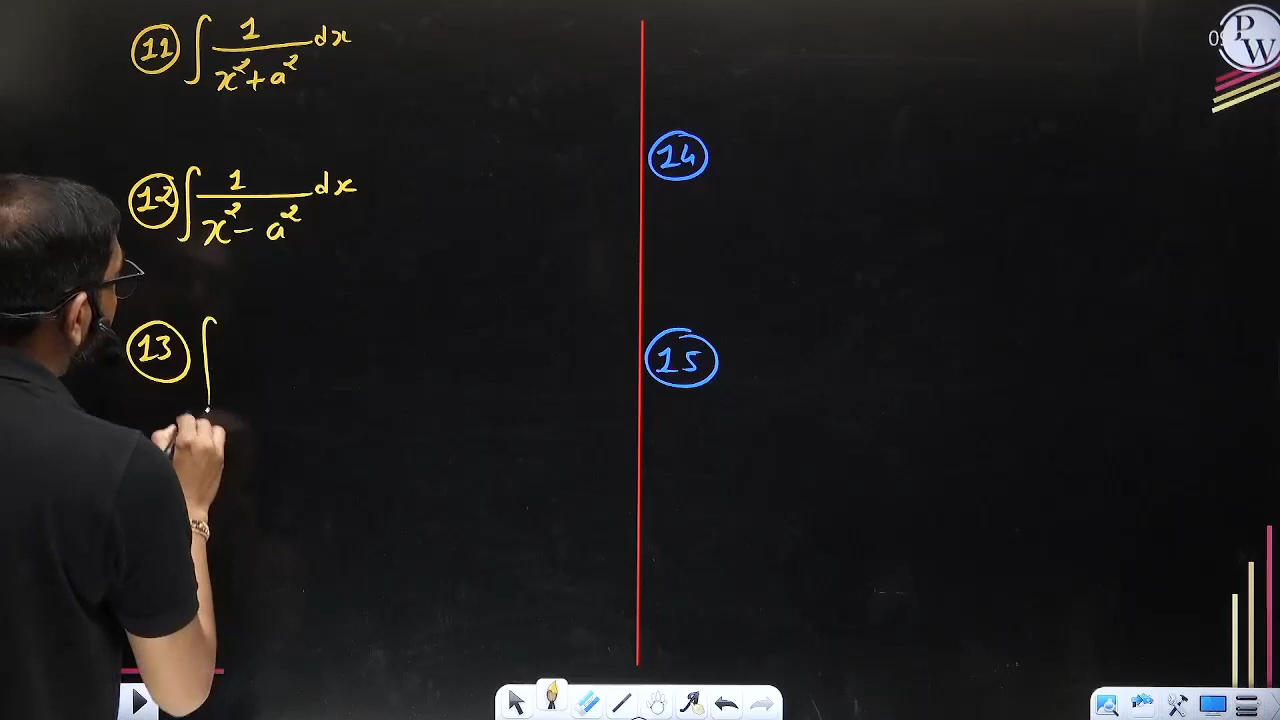 11 ∫ 1/(x²+a²) dx
12 ∫ 1/(x²-a²) dx
13 ∫
14
15
PW